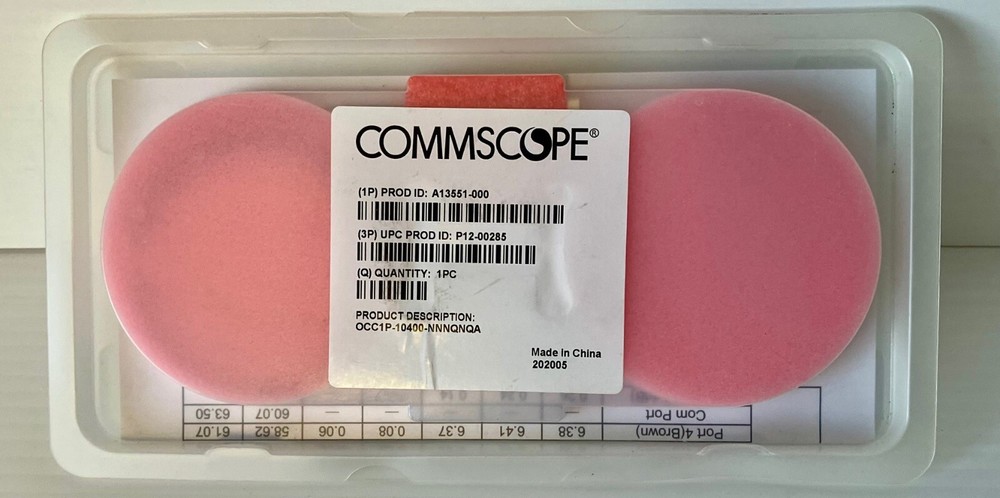 COMMSCOPE®
(1P) PROD ID: A13551-000
(3P) UPC PROD ID: P12-00285
(Q) QUANTITY: 1PC
PRODUCT DESCRIPTION:
OCC1P-10400-NNNQNQA
Made in China
202005
Port 4(Brown) 6.38 6.41 6.37 0.08 0.06 58.62 61.07
Com Port — — — — 60.07 63.50